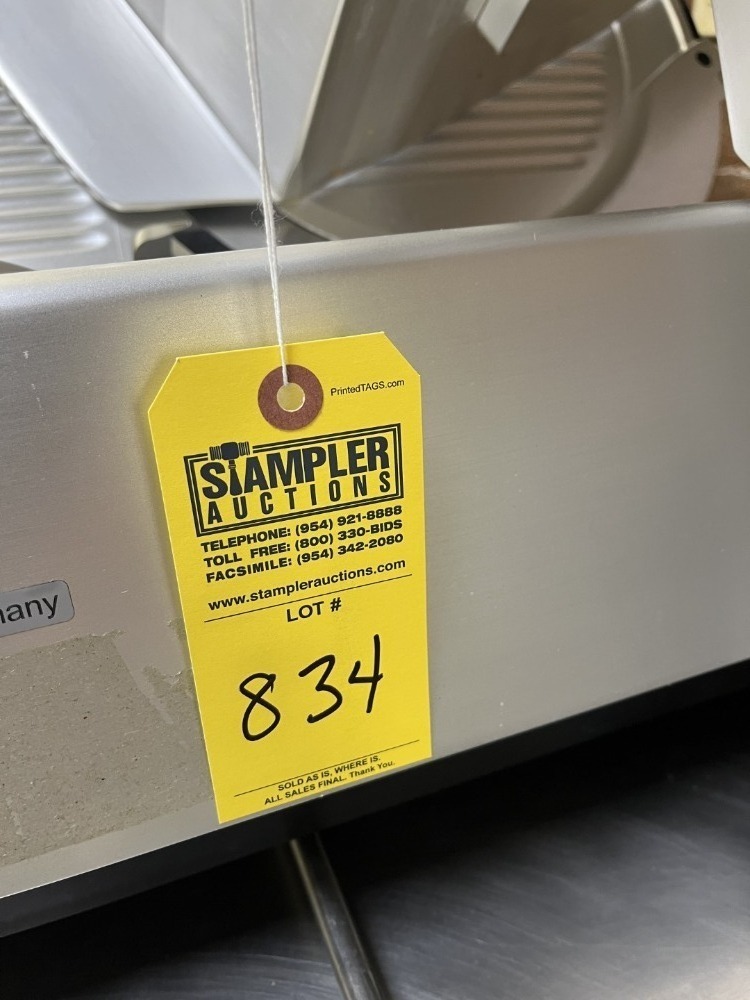 PrintedTAGS.com
STAMPLER
AUCTIONS
TELEPHONE: (954) 921-8888
TOLL FREE: (800) 330-BIDS
FACSIMILE: (954) 342-2080
www.stamplerauctions.com
LOT #
834
SOLD AS IS, WHERE IS.
ALL SALES FINAL. Thank You.